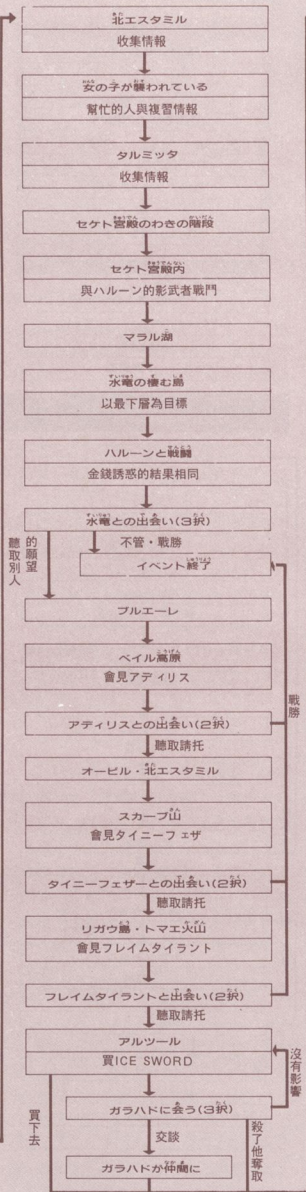 北エスタミル
收集情報
女の子が襲われている
幫忙的人與複習情報
タルミッタ
收集情報
セケト宮殿のわきの階段
セケト宮殿内
與ハルーン的影武者戰鬥
マラル湖
水竜の棲む島
以最下層為目標
ハルーンと戦闘
金錢誘惑的結果相同
水竜との出会い(3択)
聽取別人
的願望
不管・戰勝
イベント終了
ブルエーレ
ベイル高原
會見アディリス
アディリスとの出会い(2択)
戰勝
聽取請托
オービル・北エスタミル
スカーブ山
會見タイニーフェザ
タイニーフェザーとの出会い(2択)
聽取請托
リガウ島・トマエ火山
會見フレイムタイラント
フレイムタイラントと出会い(2択)
聽取請托
アルツール
買ICE SWORD
沒有影響
ガラハドに会う(3択)
買下去
交談
殺了他奪取
ガラハドが仲間に